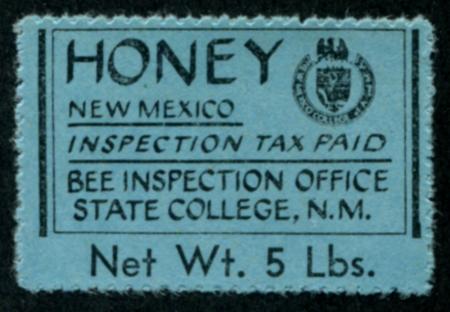 HONEY
NEW MEXICO
INSPECTION TAX PAID
BEE INSPECTION OFFICE
STATE COLLEGE, N.M.
Net Wt. 5 Lbs.